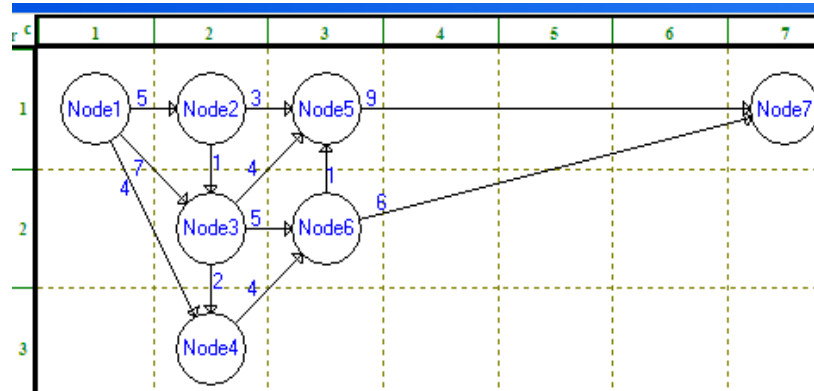 r c 1 2 3 4 5 6 7
1 Node1 5 Node2 3 Node5 9 Node7
1 4 1
7
4
2 Node3 5 Node6 6
2 4
3 Node4